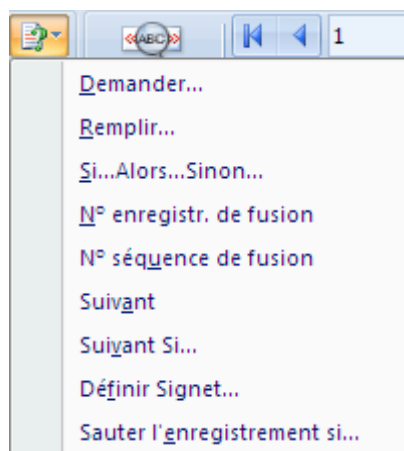 «ABC»
1
Demander...
Remplir...
Si...Alors...Sinon...
N° enregistr. de fusion
N° séquence de fusion
Suivant
Suivant Si...
Définir Signet...
Sauter l'enregistrement si...